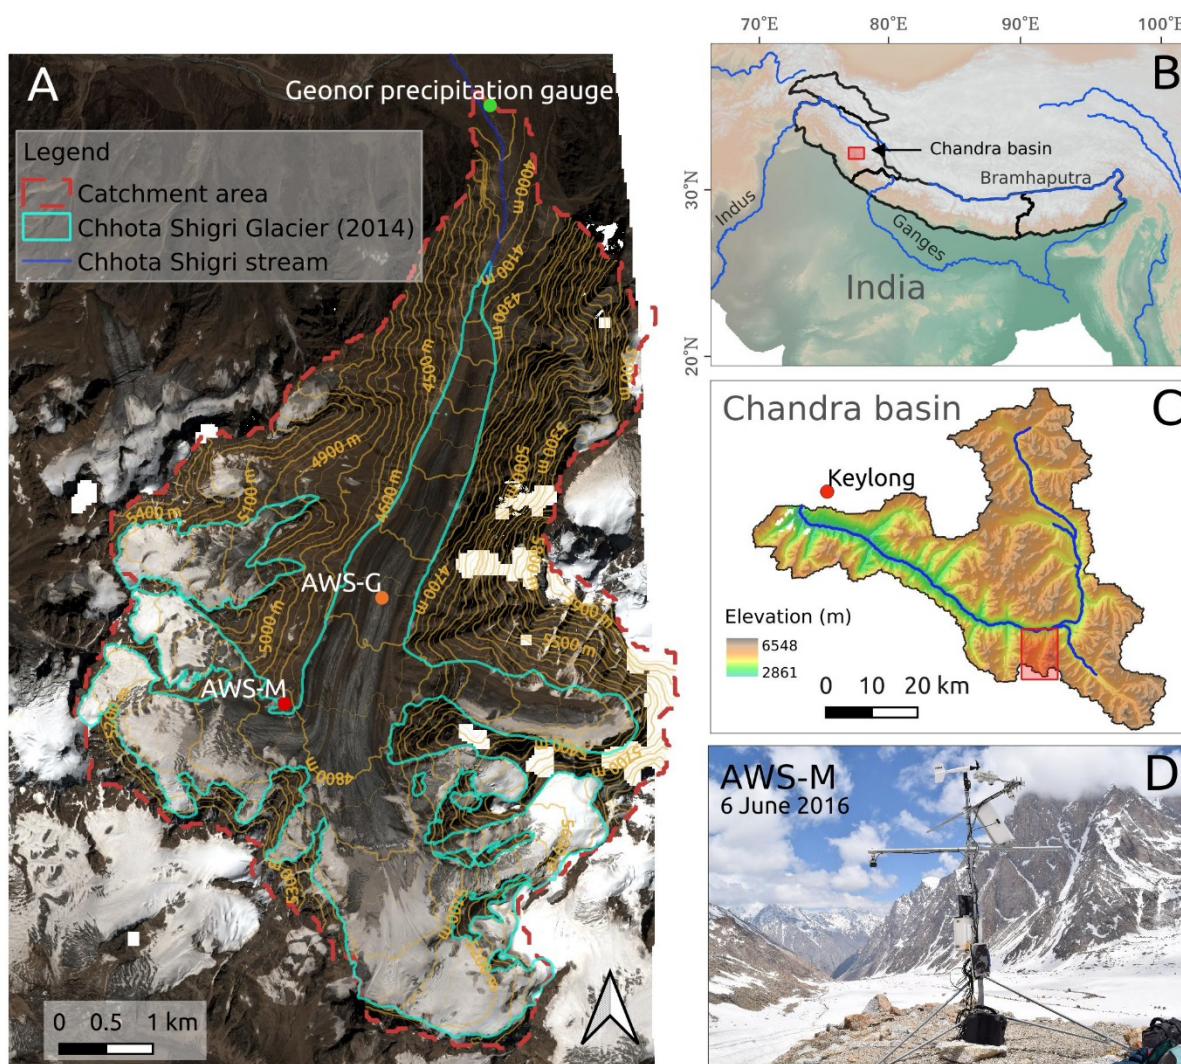 A
Geonor precipitation gauge
Legend
Catchment area
Chhota Shigri Glacier (2014)
Chhota Shigri stream
4000 m
4100 m
4300 m
4500 m
4900 m
5100 m
5400 m
4600 m
5300 m
5000 m
4700 m
AWS-G
5000 m
5500 m
AWS-M
4800 m
5700 m
0 0.5 1 km
70°E 80°E 90°E 100°E
B
30°N
20°N
Chandra basin
Bramhaputra
Indus
Ganges
India
Chandra basin
C
Keylong
Elevation (m)
6548
2861
0 10 20 km
AWS-M
6 June 2016
D